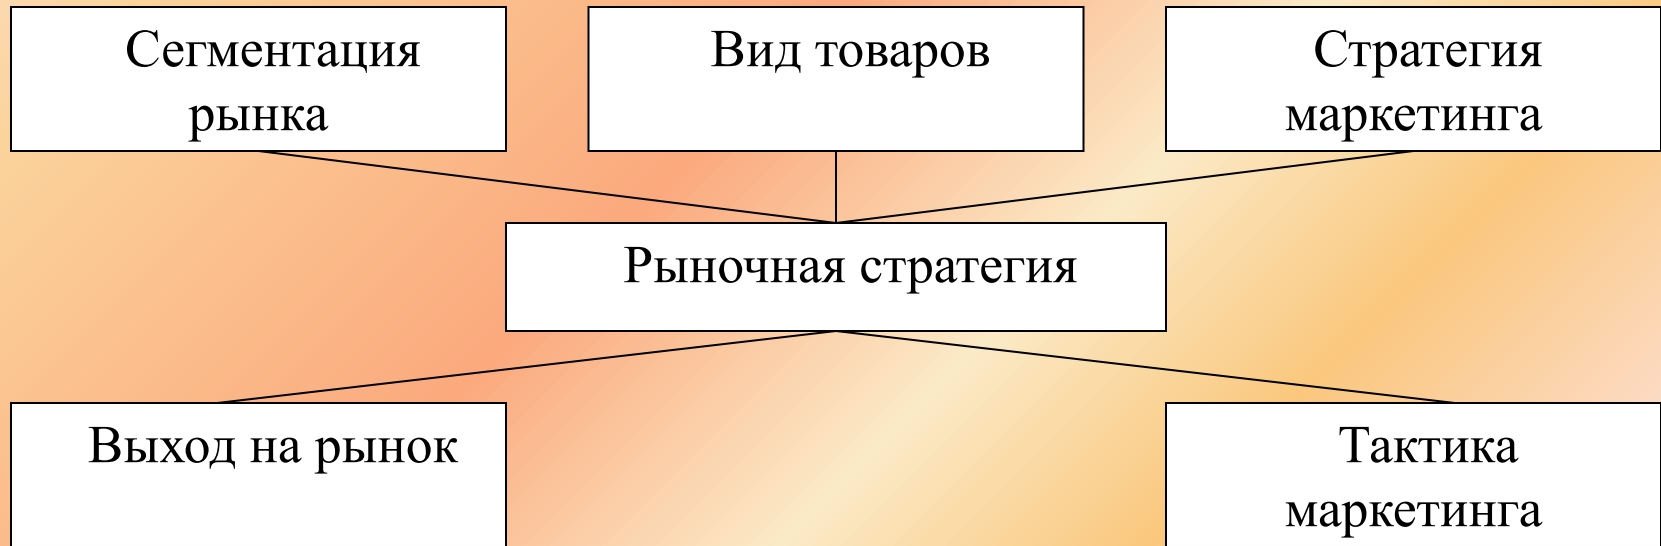 Сегментация
рынка
Вид товаров
Стратегия
маркетинга
Рыночная стратегия
Выход на рынок
Тактика
маркетинга